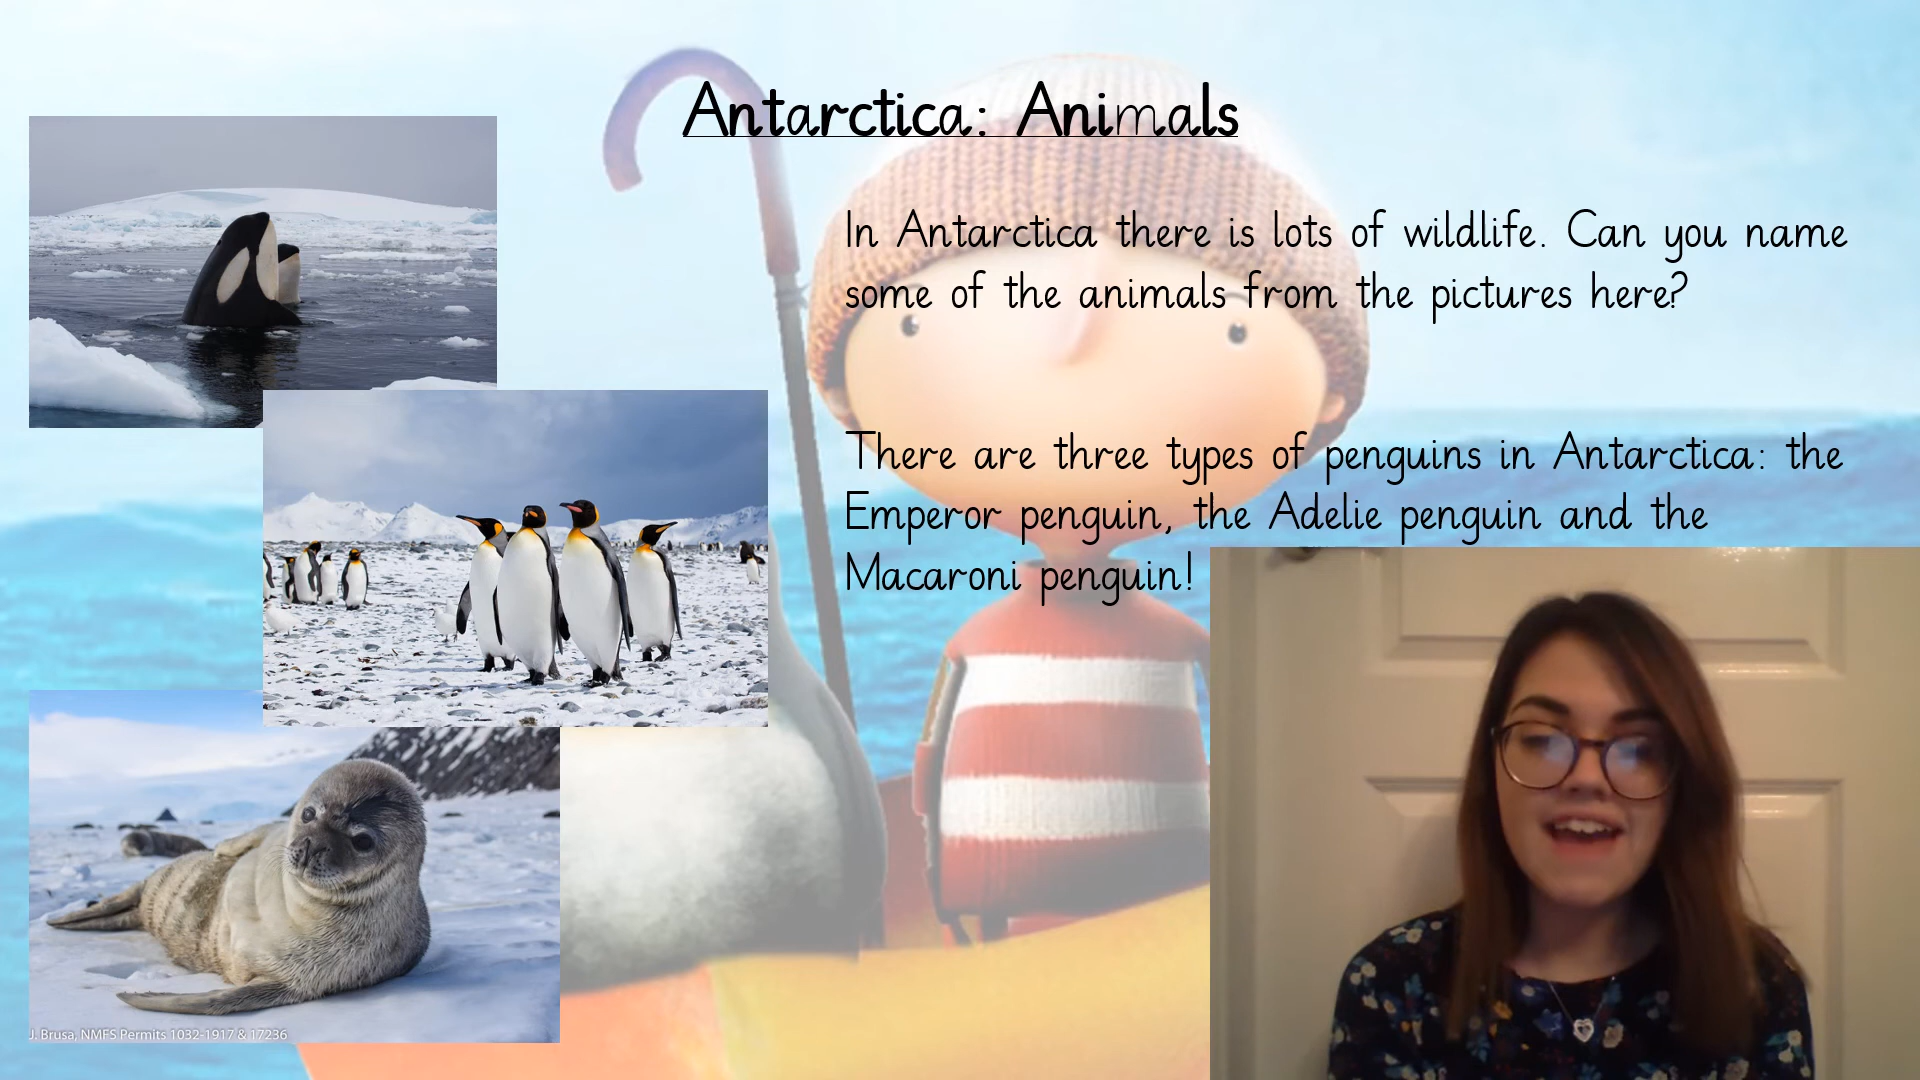 Antarctica: Animals
In Antarctica there is lots of wildlife. Can you name
some of the animals from the pictures here?
There are three types of penguins in Antarctica: the
Emperor penguin, the Adelie penguin and the
Macaroni penguin!
J. Brusa, NMFS Permits 1032-1917 & 17236